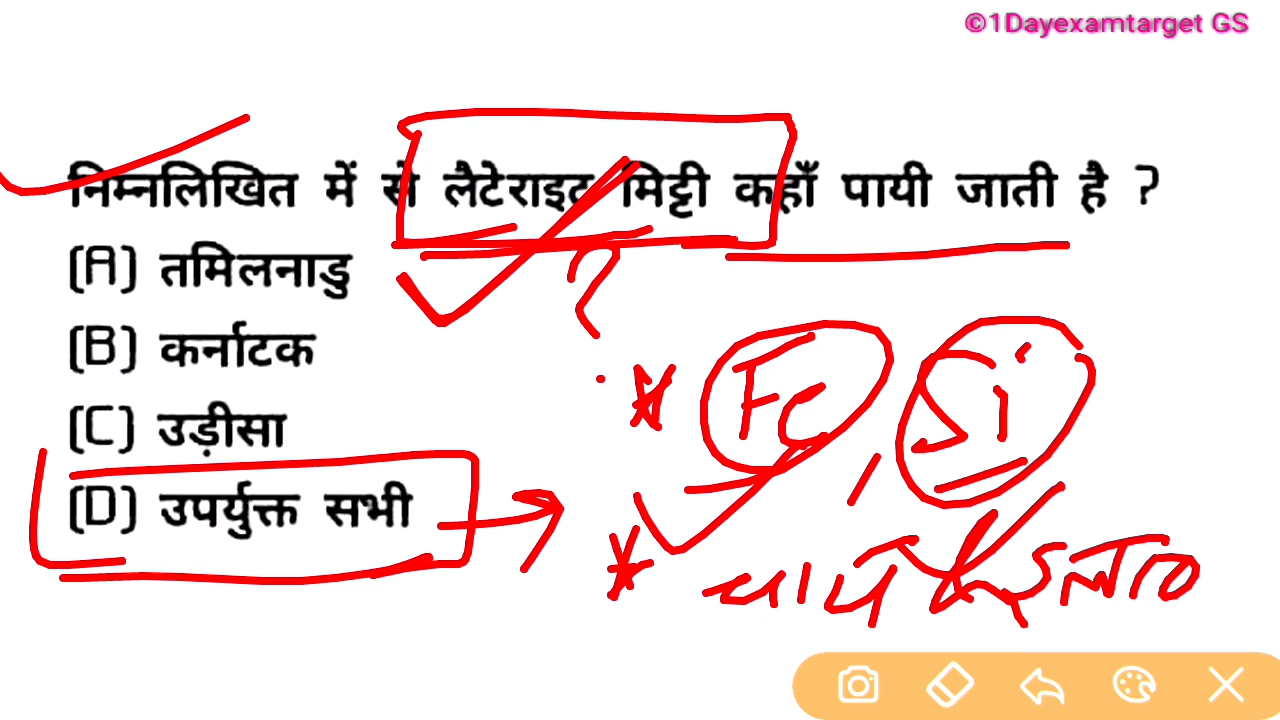 ©1Dayexamtarget GS
निम्नलिखित में से लैटेराइट मिट्टी कहाँ पायी जाती है ?
(A) तमिलनाडु
(B) कर्नाटक
(C) उड़ीसा
(D) उपर्युक्त सभी
?
* Fe, Si
*